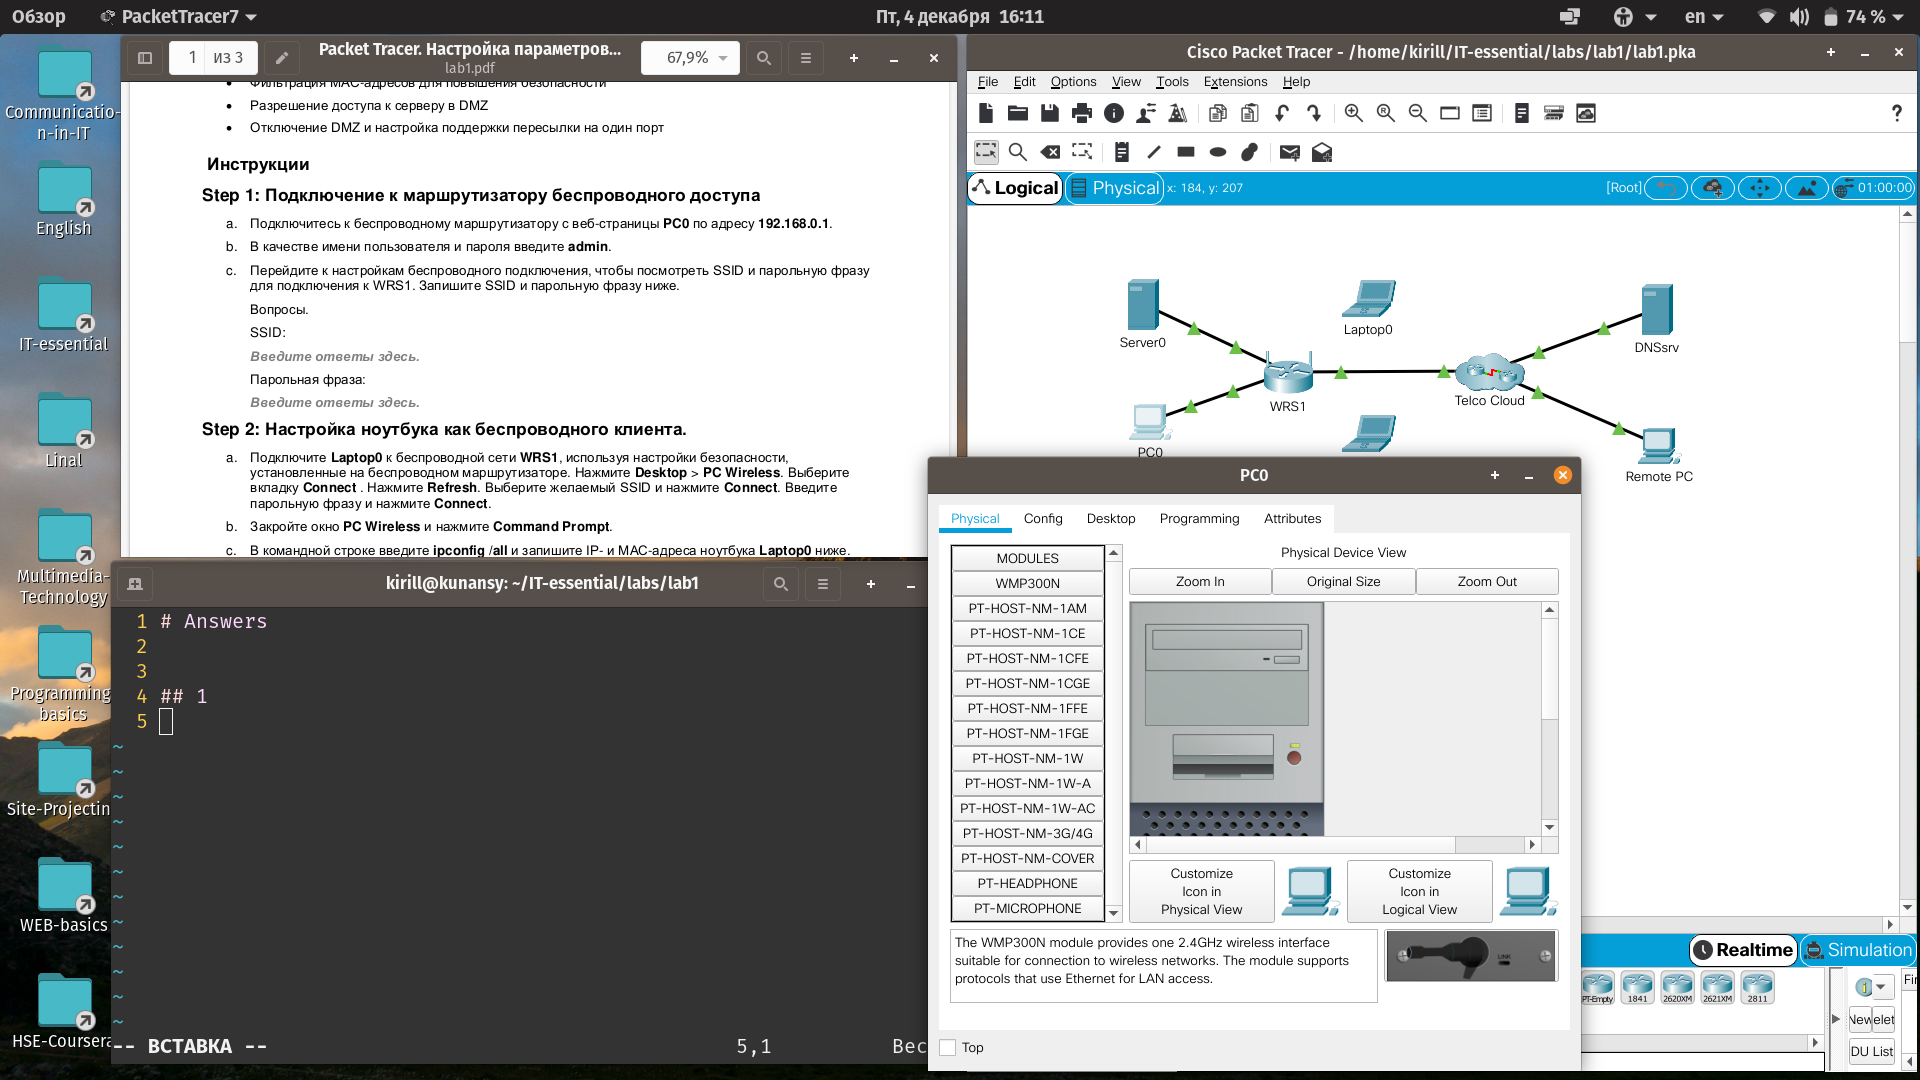 Обзор
PacketTracer7
Пт, 4 декабря 16:11
en
74 %
Communicatio-
n-in-IT
English
IT-essential
Linal
Multimedia-
Technology
Programming
basics
Site-Projectin
WEB-basics
HSE-Coursera
1 из 3
Packet Tracer. Настройка параметров...
lab1.pdf
67,9%
Фильтрация MAC-адресов для повышения безопасности
• Разрешение доступа к серверу в DMZ
• Отключение DMZ и настройка поддержки пересылки на один порт
Инструкции
Step 1: Подключение к маршрутизатору беспроводного доступа
a. Подключитесь к беспроводному маршрутизатору с веб-страницы PC0 по адресу 192.168.0.1.
b. В качестве имени пользователя и пароля введите admin.
c. Перейдите к настройкам беспроводного подключения, чтобы посмотреть SSID и парольную фразу
для подключения к WRS1. Запишите SSID и парольную фразу ниже.
Вопросы.
SSID:
Введите ответы здесь.
Парольная фраза:
Введите ответы здесь.
Step 2: Настройка ноутбука как беспроводного клиента.
a. Подключите Laptop0 к беспроводной сети WRS1, используя настройки безопасности,
установленные на беспроводном маршрутизаторе. Нажмите Desktop > PC Wireless. Выберите
вкладку Connect . Нажмите Refresh. Выберите желаемый SSID и нажмите Connect. Введите
парольную фразу и нажмите Connect.
b. Закройте окно PC Wireless и нажмите Command Prompt.
c. В командной строке введите ipconfig /all и запишите IP- и MAC-адреса ноутбука Laptop0 ниже.
kirill@kunansy: ~/IT-essential/labs/lab1
1 # Answers
2
3
4 ## 1
5
~
~
~
~
~
~
~
~
~
~
~
~
-- ВСТАВКА --
5,1
Вес
Cisco Packet Tracer - /home/kirill/IT-essential/labs/lab1/lab1.pka
File Edit Options View Tools Extensions Help
?
Logical
Physical
x: 184, y: 207
[Root]
01:00:00
Server0
Laptop0
DNSsrv
WRS1
Telco Cloud
PC0
Remote PC
PC0
Physical Config Desktop Programming Attributes
MODULES
WMP300N
PT-HOST-NM-1AM
PT-HOST-NM-1CE
PT-HOST-NM-1CFE
PT-HOST-NM-1CGE
PT-HOST-NM-1FFE
PT-HOST-NM-1FGE
PT-HOST-NM-1W
PT-HOST-NM-1W-A
PT-HOST-NM-1W-AC
PT-HOST-NM-3G/4G
PT-HOST-NM-COVER
PT-HEADPHONE
PT-MICROPHONE
Physical Device View
Zoom In
Original Size
Zoom Out
Customize
Icon in
Physical View
Customize
Icon in
Logical View
The WMP300N module provides one 2.4GHz wireless interface
suitable for connection to wireless networks. The module supports
protocols that use Ethernet for LAN access.
LINK
Top
Realtime
Simulation
PT-Empty
1841
2620XM
2621XM
2811
Fir
New
elet
DU List